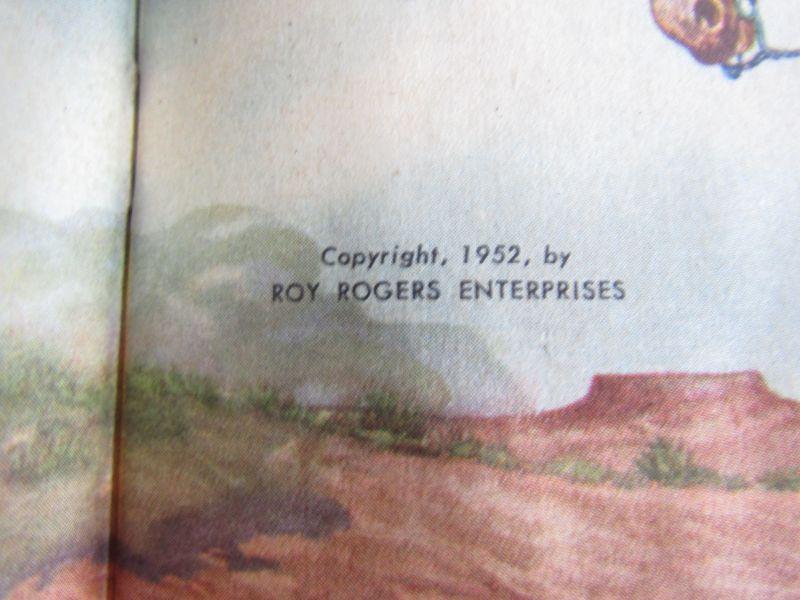 Copyright, 1952, by
ROY ROGERS ENTERPRISES